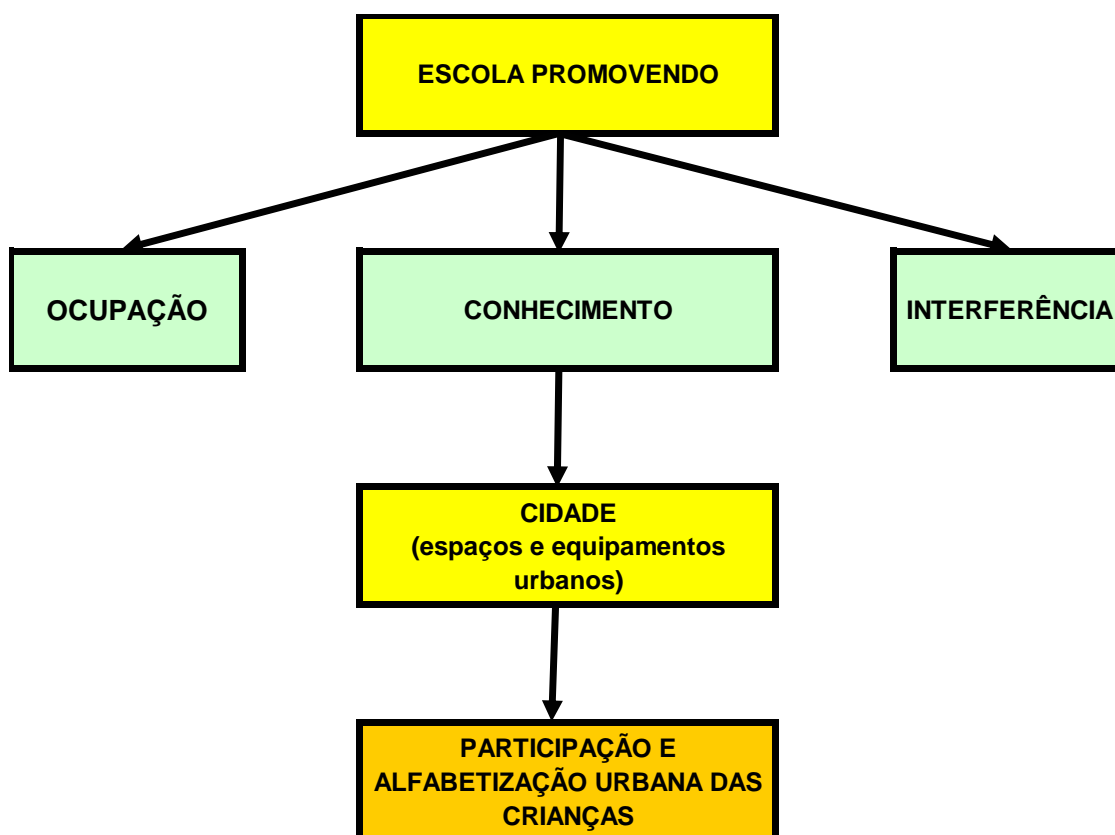 ESCOLA PROMOVENDO
OCUPAÇÃO
CONHECIMENTO
INTERFERÊNCIA
CIDADE
(espaços e equipamentos
urbanos)
PARTICIPAÇÃO E
ALFABETIZAÇÃO URBANA DAS
CRIANÇAS